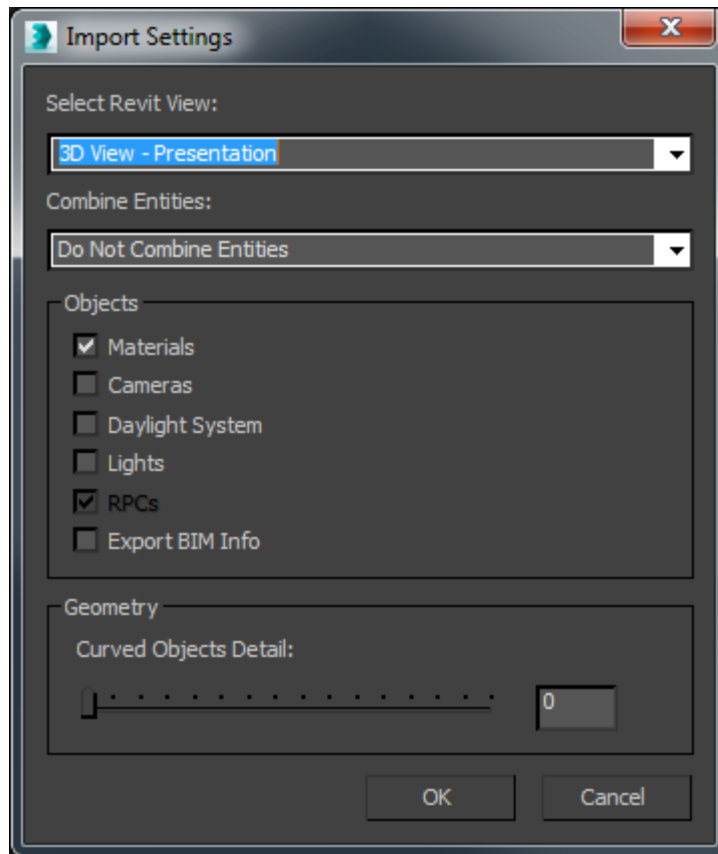 Import Settings
Select Revit View:
3D View - Presentation
Combine Entities:
Do Not Combine Entities
Objects
Materials
Cameras
Daylight System
Lights
RPCs
Export BIM Info
Geometry
Curved Objects Detail:
0
OK Cancel